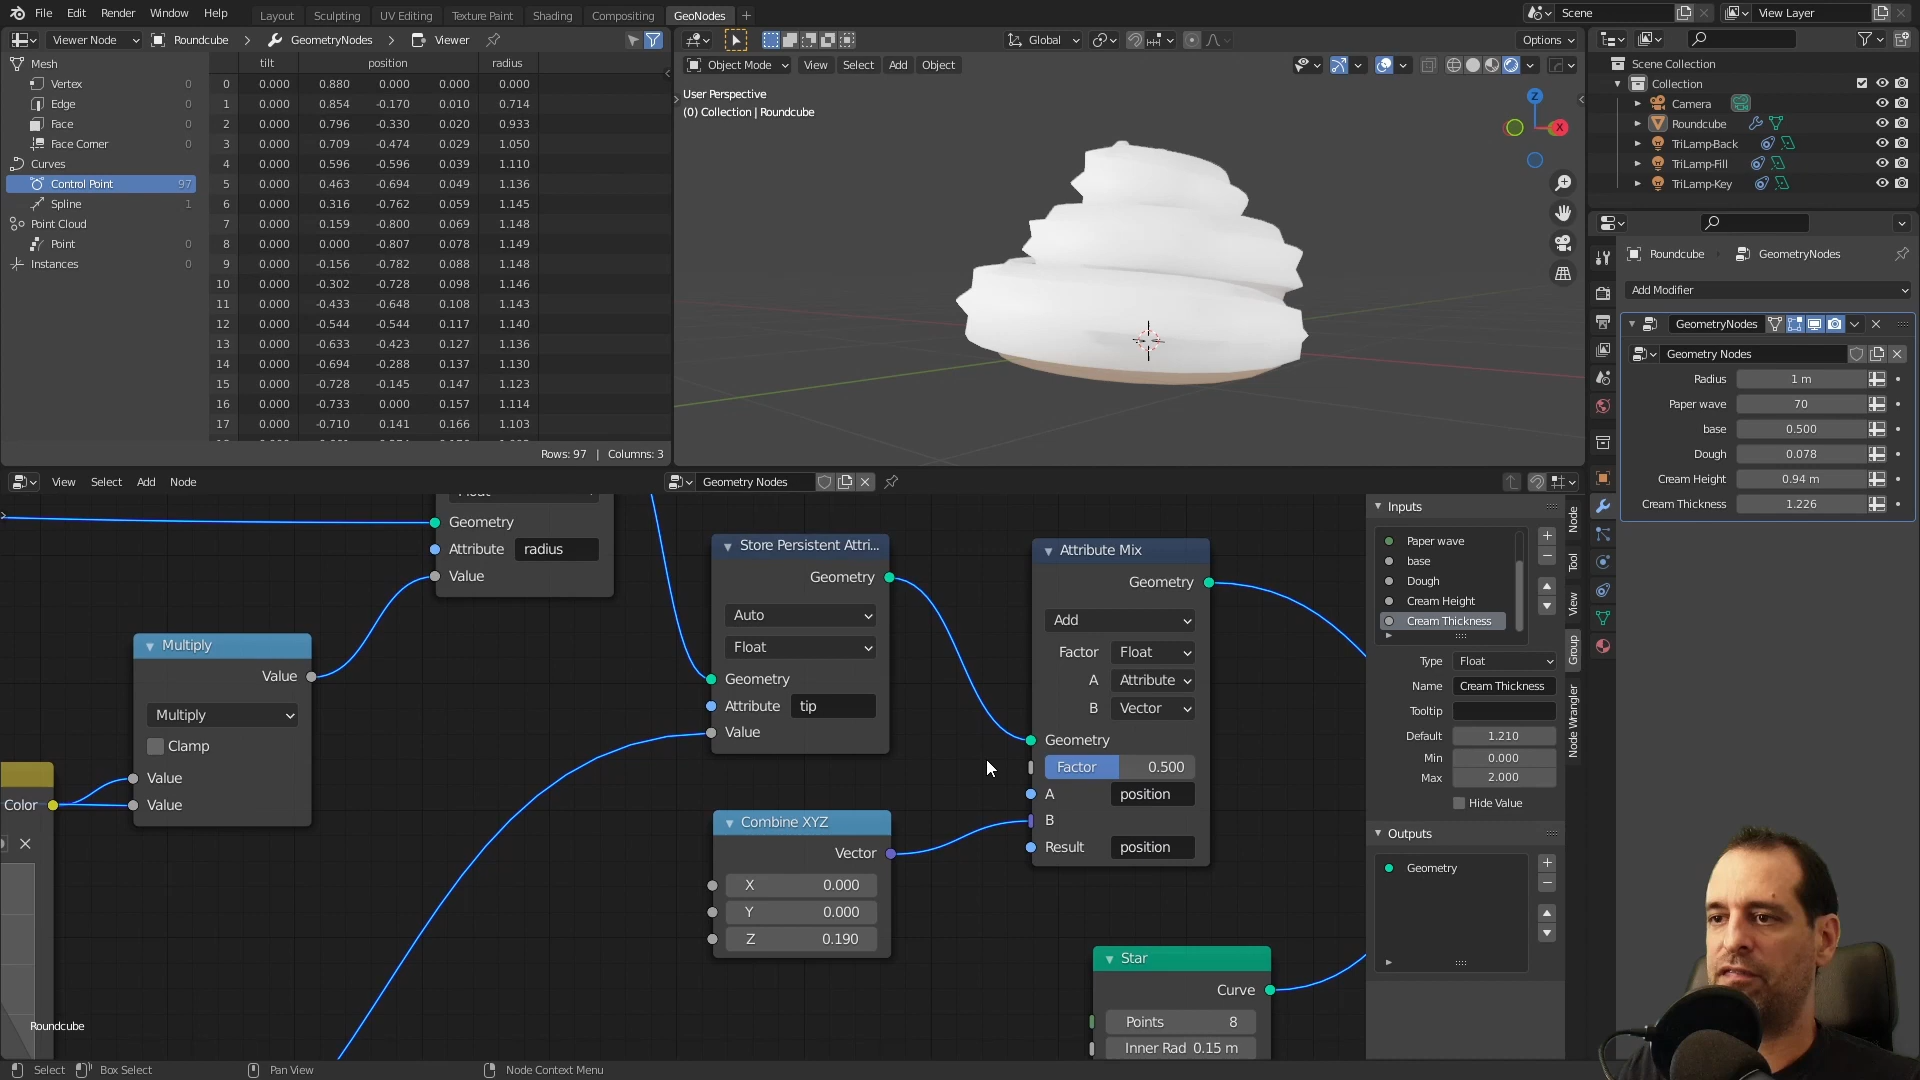 File Edit Render Window Help Layout Sculpting UV Editing Texture Paint Shading Compositing GeoNodes + Scene View Layer
Viewer Node Roundcube GeometryNodes Viewer Global Options
Object Mode View Select Add Object
Mesh
Vertex 0
Edge 0
Face 0
Face Corner 0
Curves
Control Point 97
Spline 1
Point Cloud
Point 0
Instances 0
tilt position radius
0 0.000 0.880 0.000 0.000 0.000
1 0.000 0.854 -0.170 0.010 0.714
2 0.000 0.796 -0.330 0.020 0.933
3 0.000 0.709 -0.474 0.029 1.050
4 0.000 0.596 -0.596 0.039 1.110
5 0.000 0.463 -0.694 0.049 1.136
6 0.000 0.316 -0.762 0.059 1.145
7 0.000 0.159 -0.800 0.069 1.148
8 0.000 0.000 -0.807 0.078 1.149
9 0.000 -0.156 -0.782 0.088 1.148
10 0.000 -0.302 -0.728 0.098 1.146
11 0.000 -0.433 -0.648 0.108 1.143
12 0.000 -0.544 -0.544 0.117 1.140
13 0.000 -0.633 -0.423 0.127 1.136
14 0.000 -0.694 -0.288 0.137 1.130
15 0.000 -0.728 -0.145 0.147 1.123
16 0.000 -0.733 0.000 0.157 1.114
17 0.000 -0.710 0.141 0.166 1.103
Rows: 97 | Columns: 3
User Perspective
(0) Collection | Roundcube
Z
X
Scene Collection
Collection
Camera
Roundcube
TriLamp-Back
TriLamp-Fill
TriLamp-Key
Roundcube GeometryNodes
Add Modifier
GeometryNodes
Geometry Nodes
Radius 1 m
Paper wave 70
base 0.500
Dough 0.078
Cream Height 0.94 m
Cream Thickness 1.226
View Select Add Node Geometry Nodes
Geometry
Attribute radius
Value
Multiply
Value
Multiply
Clamp
Value
Value
Color
Store Persistent Attri...
Geometry
Auto
Float
Geometry
Attribute tip
Value
Combine XYZ
Vector
X 0.000
Y 0.000
Z 0.190
Attribute Mix
Geometry
Add
Factor Float
A Attribute
B Vector
Geometry
Factor 0.500
A position
B
Result position
Star
Curve
Points 8
Inner Rad 0.15 m
Inputs
Paper wave
base
Dough
Cream Height
Cream Thickness
Type Float
Name Cream Thickness
Tooltip
Default 1.210
Min 0.000
Max 2.000
Hide Value
Outputs
Geometry
Node
Tool
View
Group
Node Wrangler
Roundcube
Select Box Select Pan View Node Context Menu